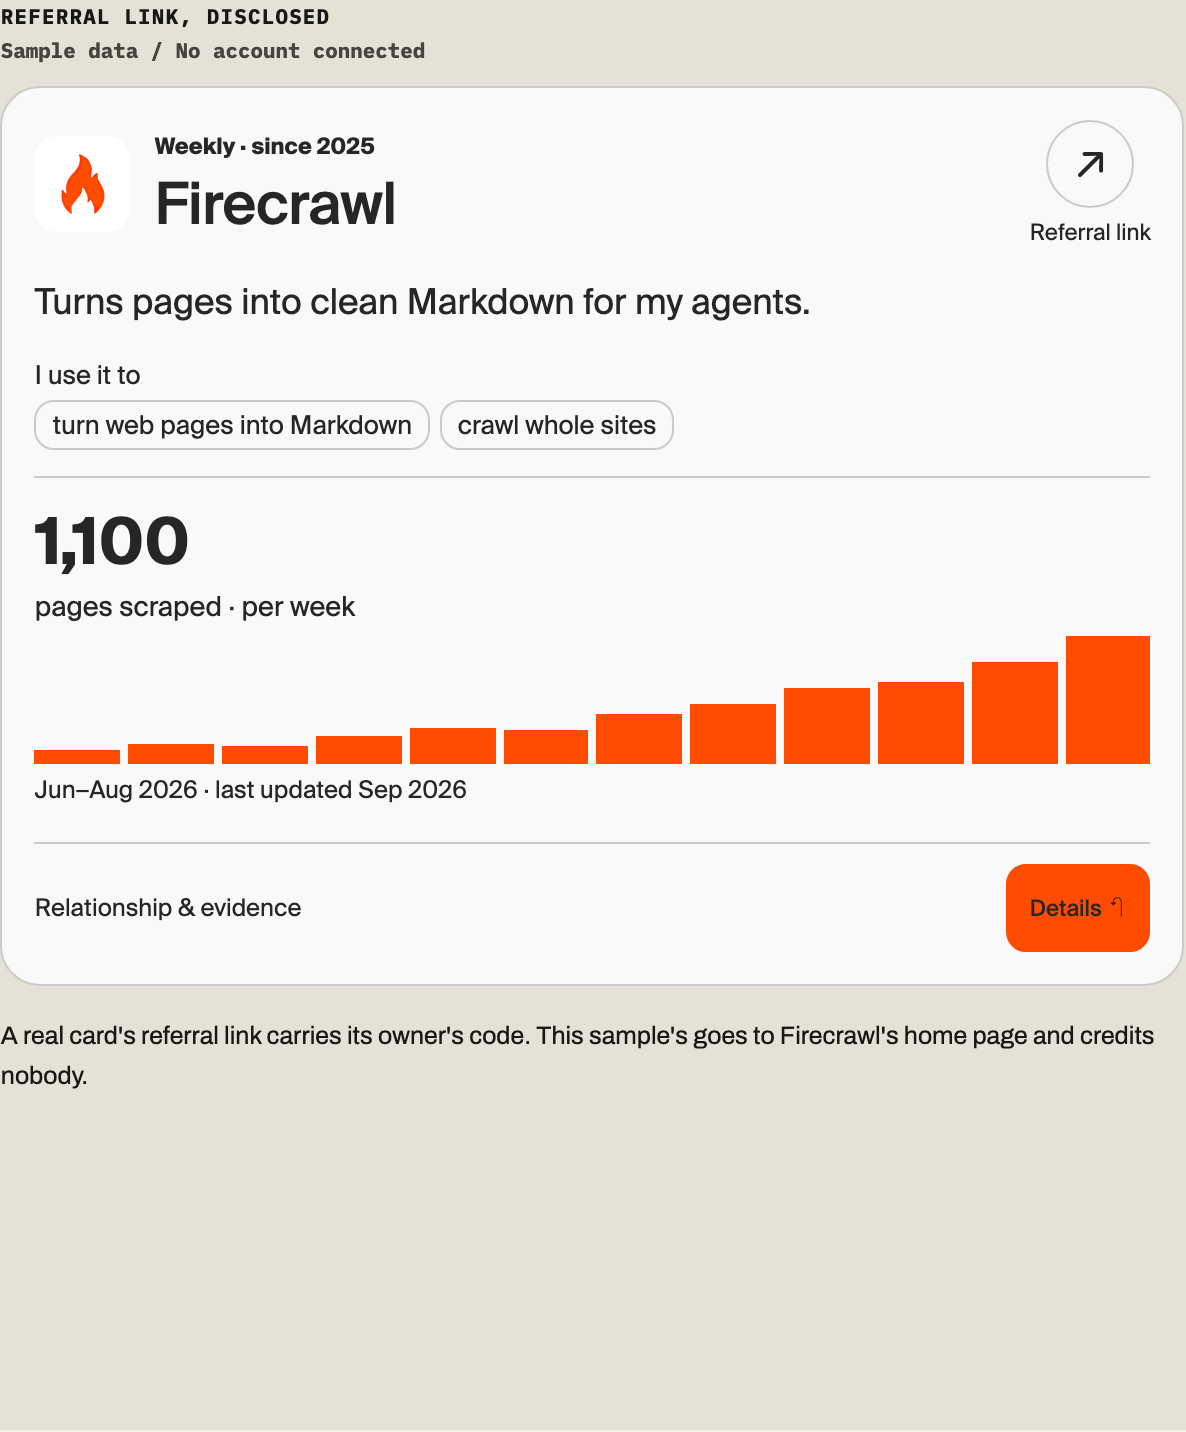 REFERRAL LINK, DISCLOSED
Sample data / No account connected
Weekly · since 2025
Firecrawl
Referral link
Turns pages into clean Markdown for my agents.
I use it to
turn web pages into Markdown
crawl whole sites
1,100
pages scraped · per week
Jun–Aug 2026 · last updated Sep 2026
Relationship & evidence
Details
A real card's referral link carries its owner's code. This sample's goes to Firecrawl's home page and credits
nobody.